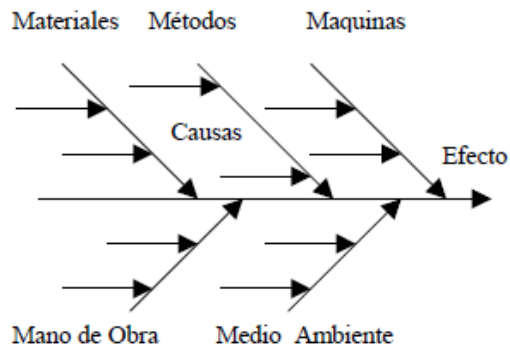 Materiales Métodos Maquinas
Causas
Efecto
Mano de Obra Medio Ambiente